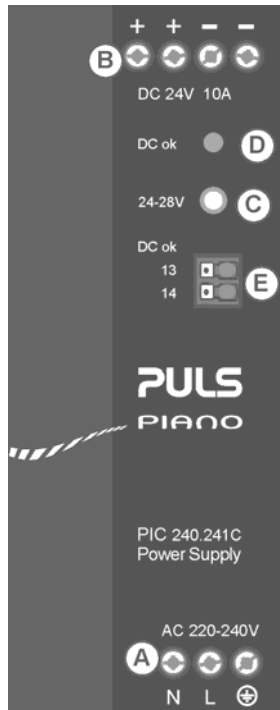 + + − −
B
DC 24V 10A
DC ok
D
24-28V
C
DC ok
13
14
E
PULS
PIANO
PIC 240.241C
Power Supply
AC 220-240V
A
N L